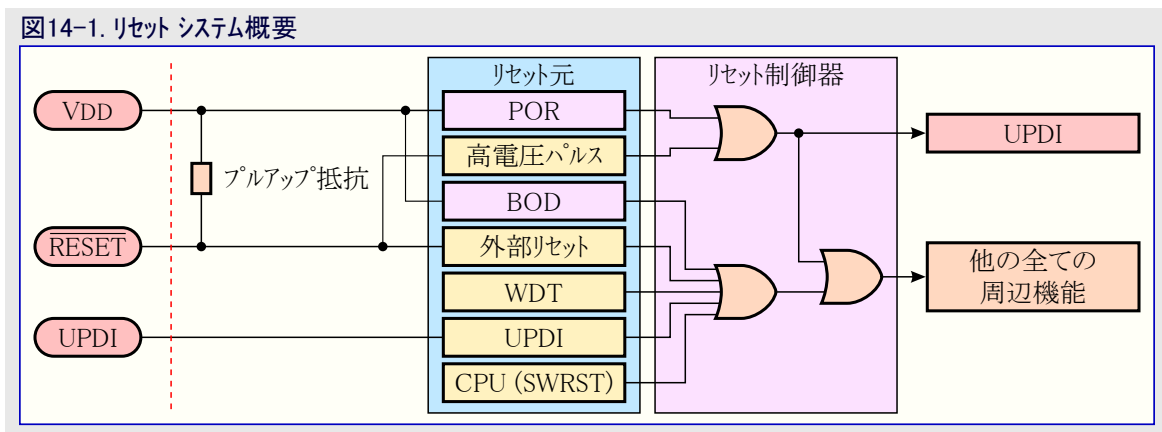 図14-1. リセット システム概要
リセット元
リセット制御器
VDD
POR
UPDI
高電圧パルス
プルアップ抵抗
BOD
RESET
外部リセット
他の全ての
周辺機能
WDT
UPDI
UPDI
CPU (SWRST)